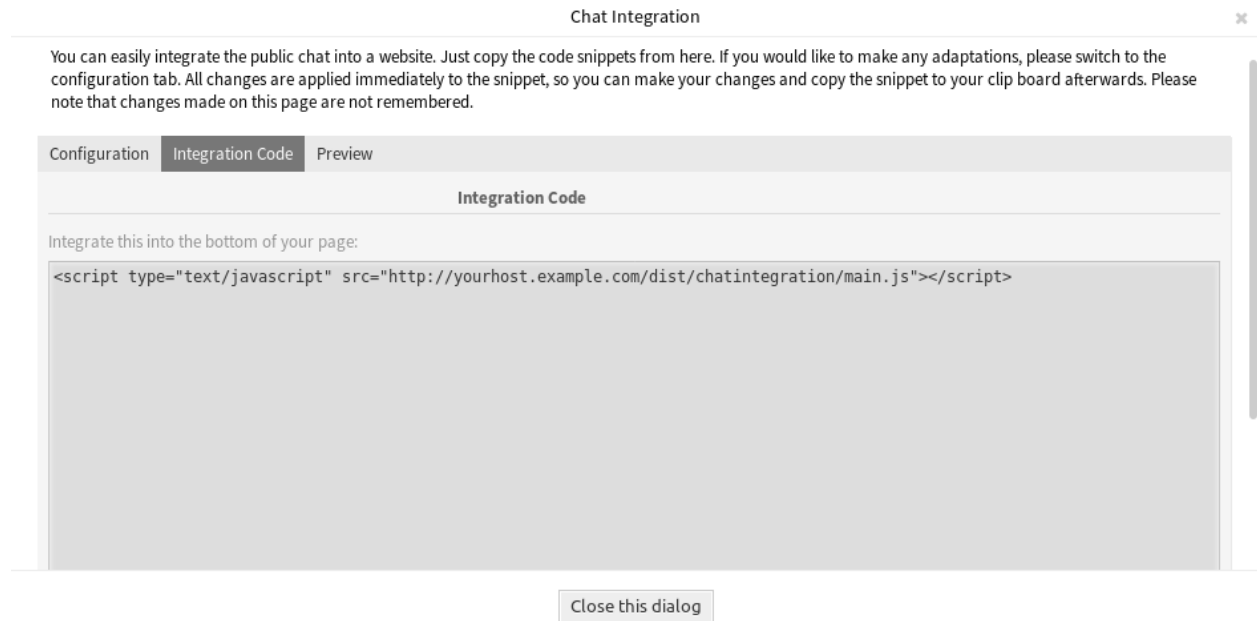 Chat Integration
You can easily integrate the public chat into a website. Just copy the code snippets from here. If you would like to make any adaptations, please switch to the
configuration tab. All changes are applied immediately to the snippet, so you can make your changes and copy the snippet to your clip board afterwards. Please
note that changes made on this page are not remembered.
Configuration Integration Code Preview
Integration Code
Integrate this into the bottom of your page:
<script type="text/javascript" src="http://yourhost.example.com/dist/chatintegration/main.js"></script>
Close this dialog